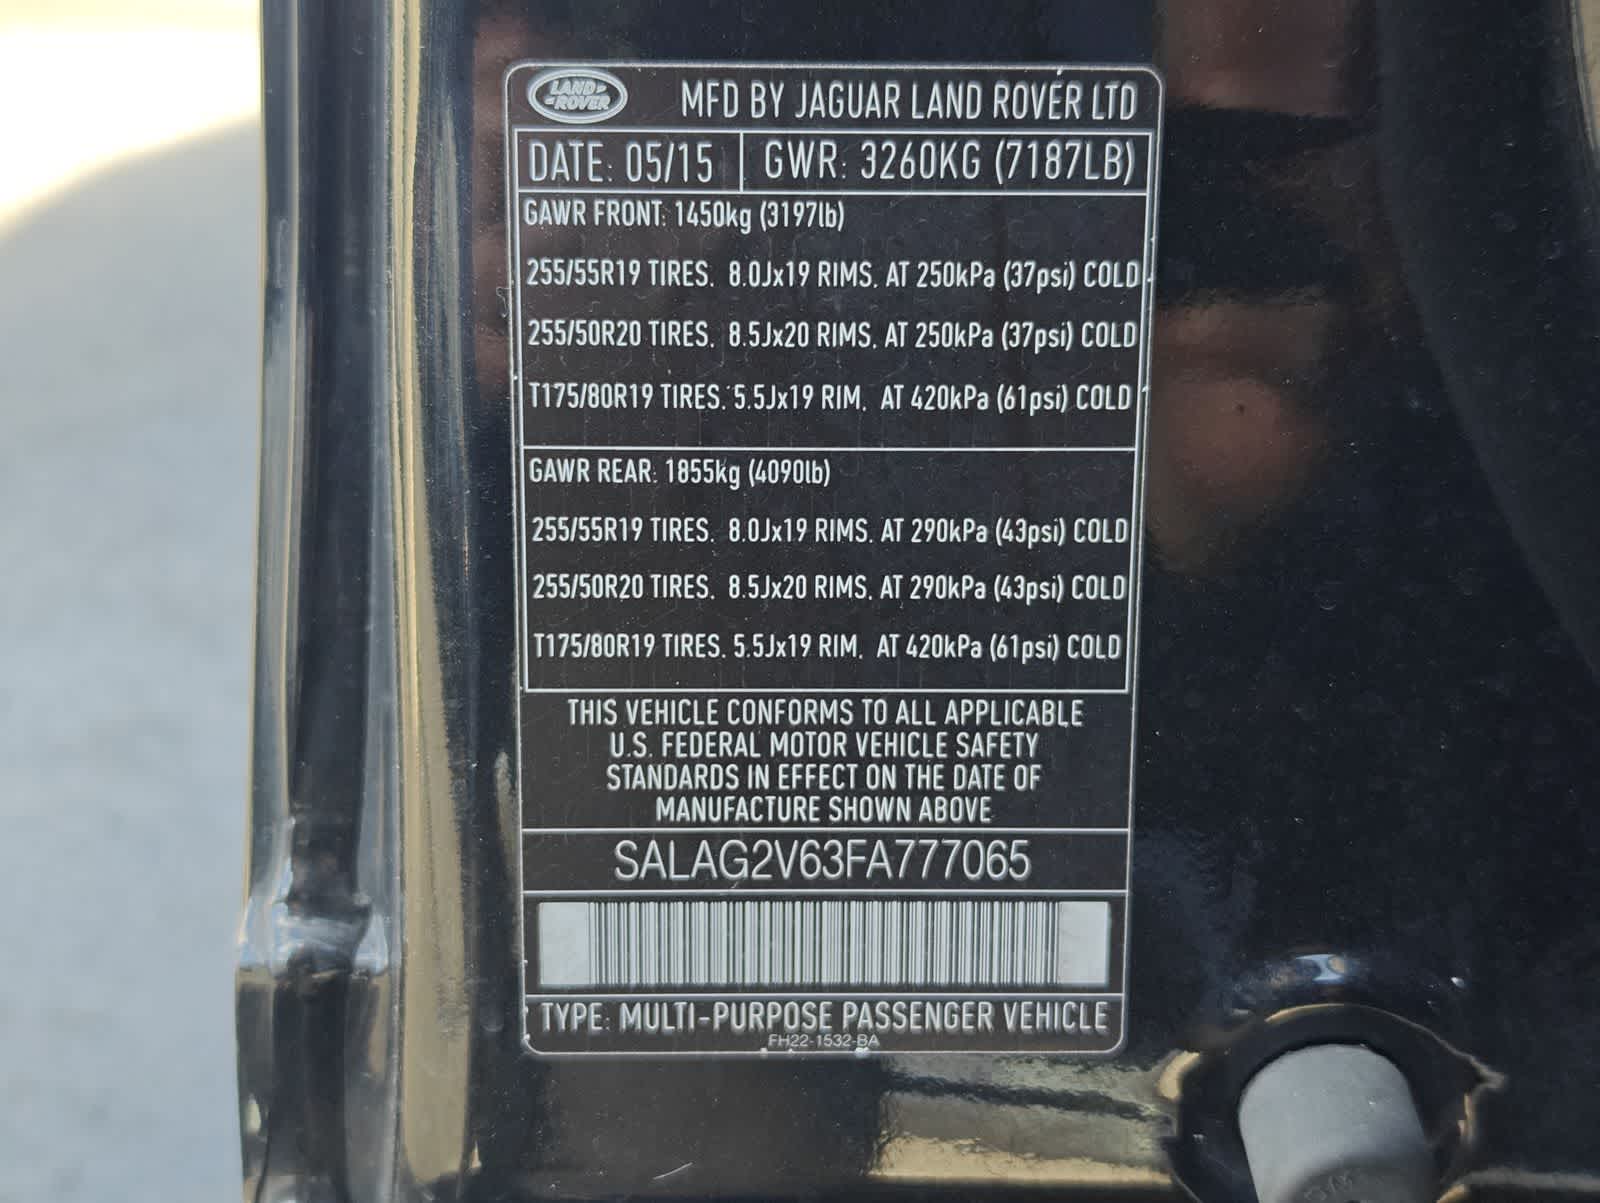 LAND ROVER
MFD BY JAGUAR LAND ROVER LTD
DATE: 05/15 GWR: 3260KG (7187LB)
GAWR FRONT: 1450kg (3197lb)
255/55R19 TIRES. 8.0Jx19 RIMS. AT 250kPa (37psi) COLD
255/50R20 TIRES. 8.5Jx20 RIMS. AT 250kPa (37psi) COLD
T175/80R19 TIRES. 5.5Jx19 RIM. AT 420kPa (61psi) COLD
GAWR REAR: 1855kg (4090lb)
255/55R19 TIRES. 8.0Jx19 RIMS. AT 290kPa (43psi) COLD
255/50R20 TIRES. 8.5Jx20 RIMS. AT 290kPa (43psi) COLD
T175/80R19 TIRES. 5.5Jx19 RIM. AT 420kPa (61psi) COLD
THIS VEHICLE CONFORMS TO ALL APPLICABLE
U.S. FEDERAL MOTOR VEHICLE SAFETY
STANDARDS IN EFFECT ON THE DATE OF
MANUFACTURE SHOWN ABOVE
SALAG2V63FA777065
TYPE: MULTI-PURPOSE PASSENGER VEHICLE
FH22-1532-BA